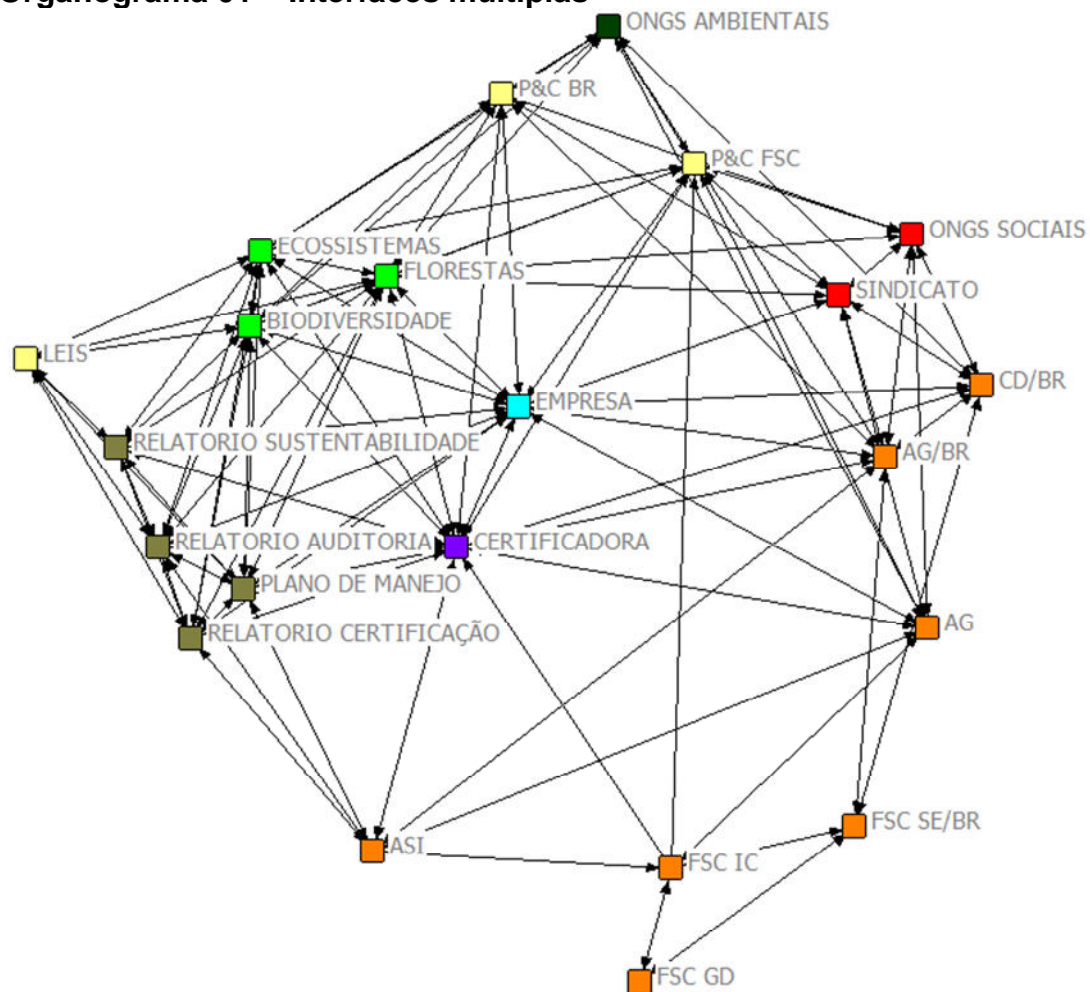 Organograma 01 – Interfaces múltiplas
ONGS AMBIENTAIS
P&C BR
P&C FSC
ONGS SOCIAIS
ECOSSISTEMAS
FLORESTAS
SINDICATO
BIODIVERSIDADE
LEIS
CD/BR
EMPRESA
RELATORIO SUSTENTABILIDADE
AG/BR
RELATORIO AUDITORIA
CERTIFICADORA
PLANO DE MANEJO
AG
RELATORIO CERTIFICAÇÃO
FSC SE/BR
ASI
FSC IC
FSC GD